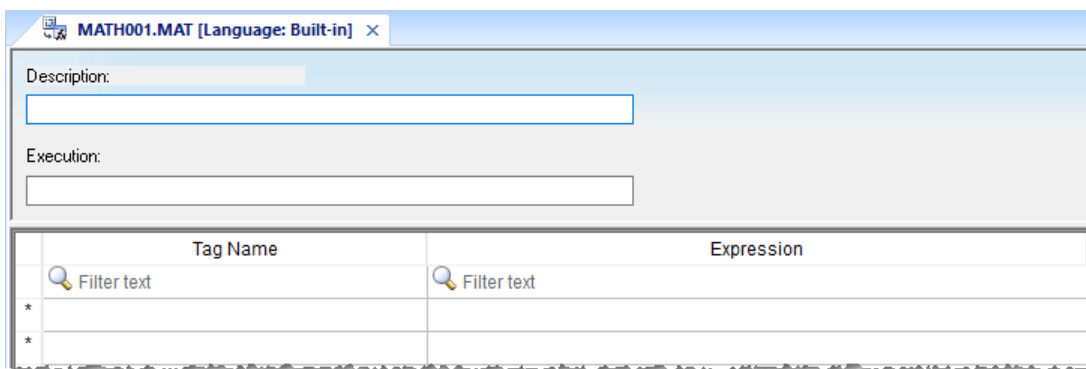 MATH001.MAT [Language: Built-in] ×
Description:
Execution:
Tag Name Expression
Filter text Filter text
*
*